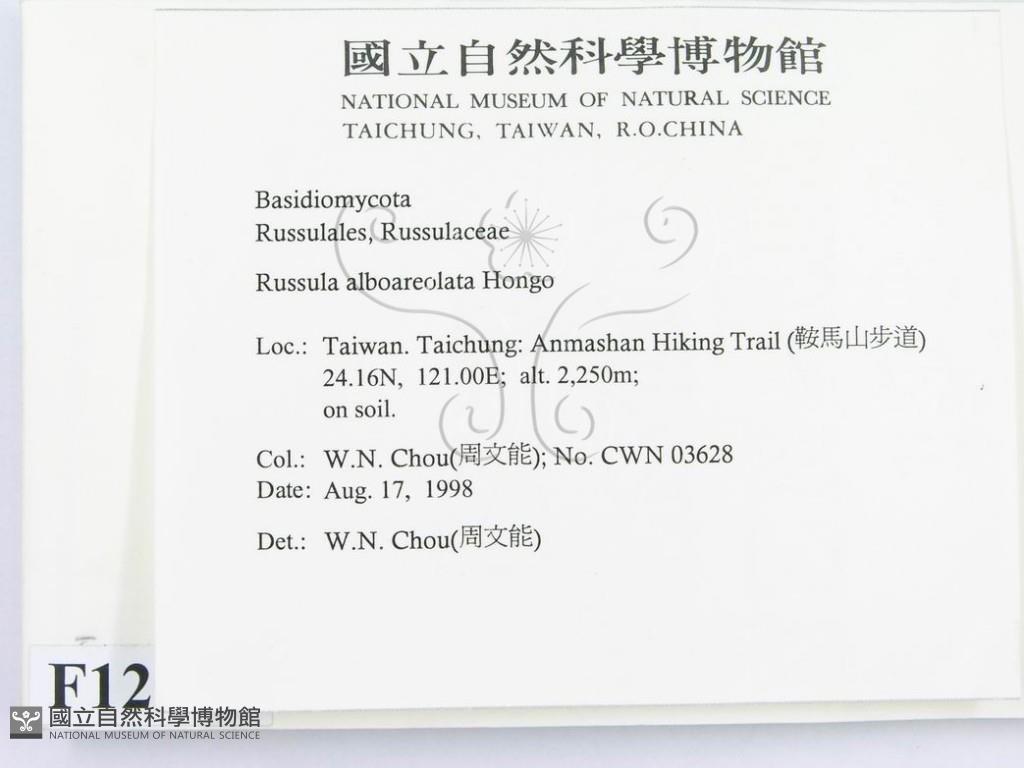 國立自然科學博物館
NATIONAL MUSEUM OF NATURAL SCIENCE
TAICHUNG, TAIWAN, R.O.CHINA
Basidiomycota
Russulales, Russulaceae
Russula alboareolata Hongo
Loc.: Taiwan. Taichung: Anmashan Hiking Trail (鞍馬山步道)
24.16N, 121.00E; alt. 2,250m;
on soil.
Col.: W.N. Chou(周文能); No. CWN 03628
Date: Aug. 17, 1998
Det.: W.N. Chou(周文能)
F12
國立自然科學博物館
NATIONAL MUSEUM OF NATURAL SCIENCE